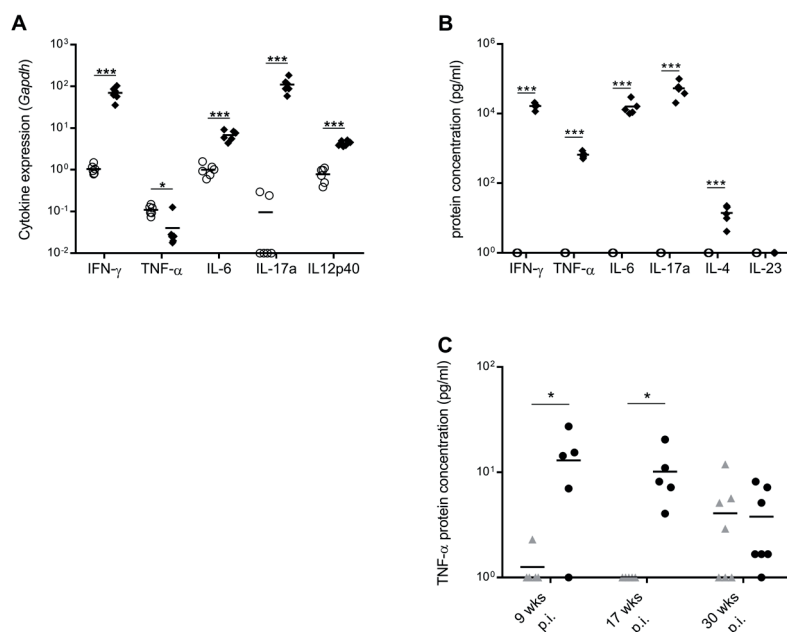 A
Cytokine expression (Gapdh)
10³
10²
10¹
10⁰
10⁻¹
10⁻²
***
*
***
***
***
IFN-γ TNF-α IL-6 IL-17a IL12p40
B
protein concentration (pg/ml)
10⁶
10⁴
10²
10⁰
***
***
***
***
***
IFN-γ TNF-α IL-6 IL-17a IL-4 IL-23
C
TNF-α protein concentration (pg/ml)
10²
10¹
10⁰
*
*
9 wks
p.i.
17 wks
p.i.
30 wks
p.i.